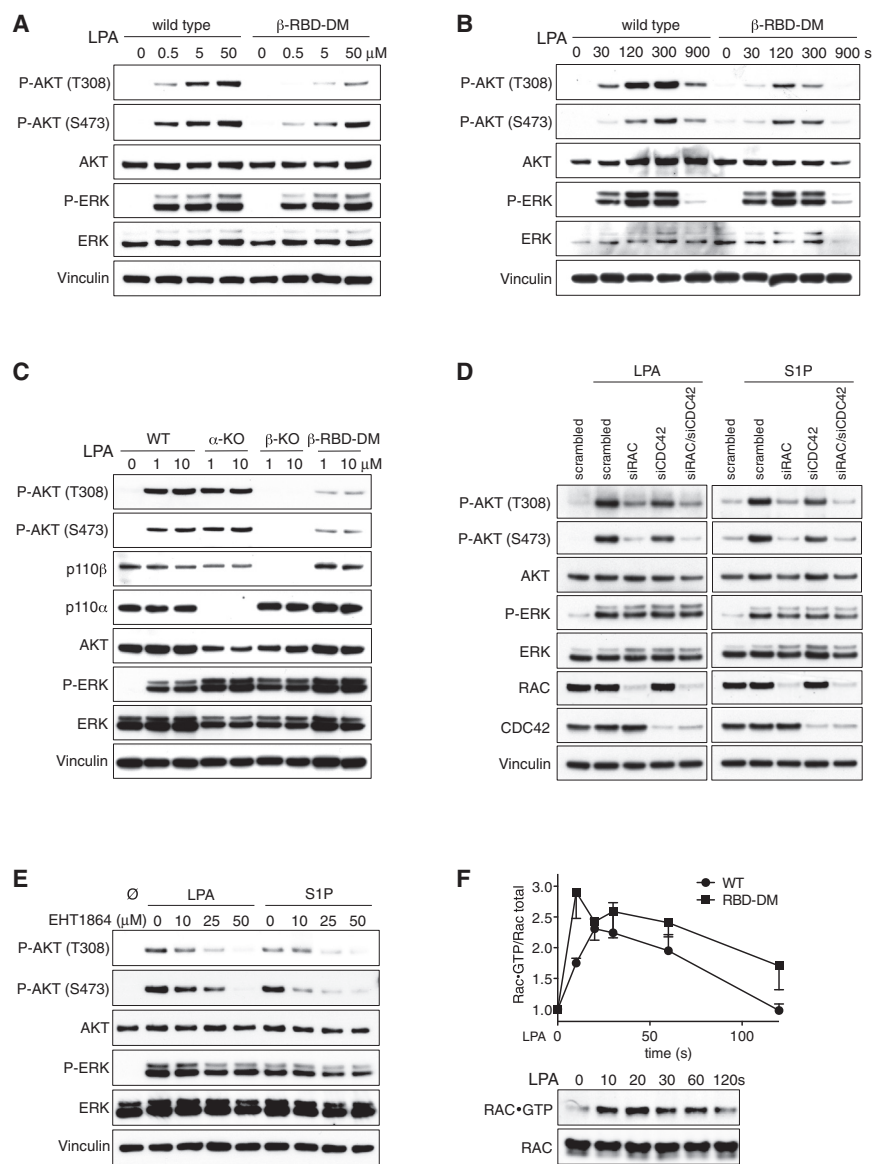 A
wild type β-RBD-DM
LPA 0 0.5 5 50 0 0.5 5 50 μM
P-AKT (T308)
P-AKT (S473)
AKT
P-ERK
ERK
Vinculin
B
wild type β-RBD-DM
LPA 0 30 120 300 900 0 30 120 300 900 s
P-AKT (T308)
P-AKT (S473)
AKT
P-ERK
ERK
Vinculin
C
WT α-KO β-KO β-RBD-DM
LPA 0 1 10 1 10 1 10 1 10 μM
P-AKT (T308)
P-AKT (S473)
p110β
p110α
AKT
P-ERK
ERK
Vinculin
D
LPA S1P
scrambled scrambled siRAC siCDC42 siRAC/siCDC42 scrambled scrambled siRAC siCDC42 siRAC/siCDC42
P-AKT (T308)
P-AKT (S473)
AKT
P-ERK
ERK
RAC
CDC42
Vinculin
E
Ø LPA S1P
EHT1864 (μM) 0 10 25 50 0 10 25 50
P-AKT (T308)
P-AKT (S473)
AKT
P-ERK
ERK
Vinculin
F
WT
RBD-DM
Rac•GTP/Rac total
3.0
2.5
2.0
1.5
1.0
LPA 0 50 100
time (s)
LPA 0 10 20 30 60 120s
RAC•GTP
RAC